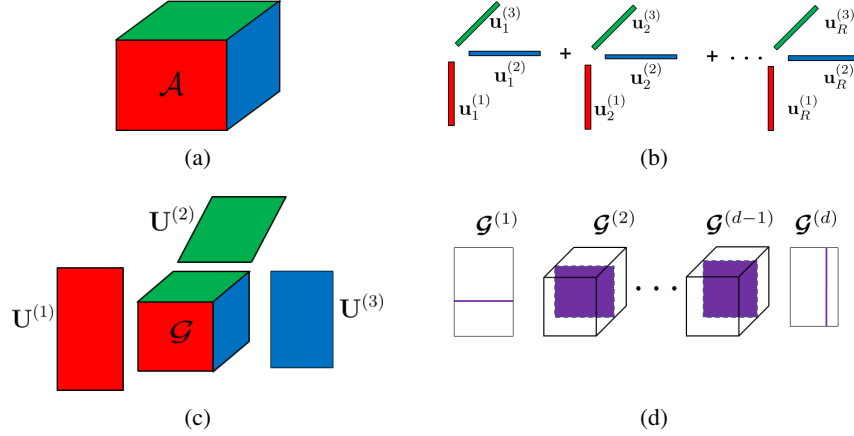 𝒜
(a)
𝐮₁⁽³⁾ 𝐮₂⁽³⁾ 𝐮_R⁽³⁾
+ + · · · ·
𝐮₁⁽²⁾ 𝐮₂⁽²⁾ 𝐮_R⁽²⁾
𝐮₁⁽¹⁾ 𝐮₂⁽¹⁾ 𝐮_R⁽¹⁾
(b)
𝐔⁽²⁾
𝐔⁽¹⁾ 𝒢 𝐔⁽³⁾
(c)
𝓖⁽¹⁾ 𝓖⁽²⁾ 𝓖⁽ᵈ⁻¹⁾ 𝓖⁽ᵈ⁾
· · ·
(d)